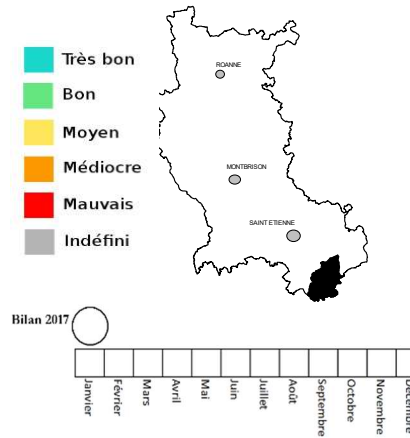 Très bon
Bon
Moyen
Médiocre
Mauvais
Indéfini
ROANNE
MONTBRISON
SAINT ETIENNE
Bilan 2017
Janvier
Février
Mars
Avril
Mai
Juin
Juillet
Août
Septembre
Octobre
Novembre